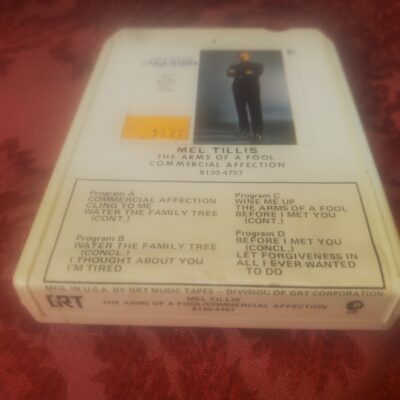 Mel Tillis
$3.77
MEL TILLIS
THE ARMS OF A FOOL
COMMERCIAL AFFECTION
8130-4757
Program A
COMMERCIAL AFFECTION
CLING TO ME
WATER THE FAMILY TREE
(CONT.)
Program B
WATER THE FAMILY TREE
(CONCL.)
I THOUGHT ABOUT YOU
I'M TIRED
Program C
WINE ME UP
THE ARMS OF A FOOL
BEFORE I MET YOU
(CONT.)
Program D
BEFORE I MET YOU
(CONCL.)
LET FORGIVENESS IN
ALL I EVER WANTED
TO DO
MFG. IN U.S.A. BY GRT MUSIC TAPES - DIVISION OF GRT CORPORATION
GRT
MEL TILLIS
THE ARMS OF A FOOL/COMMERCIAL AFFECTION
8130-4757